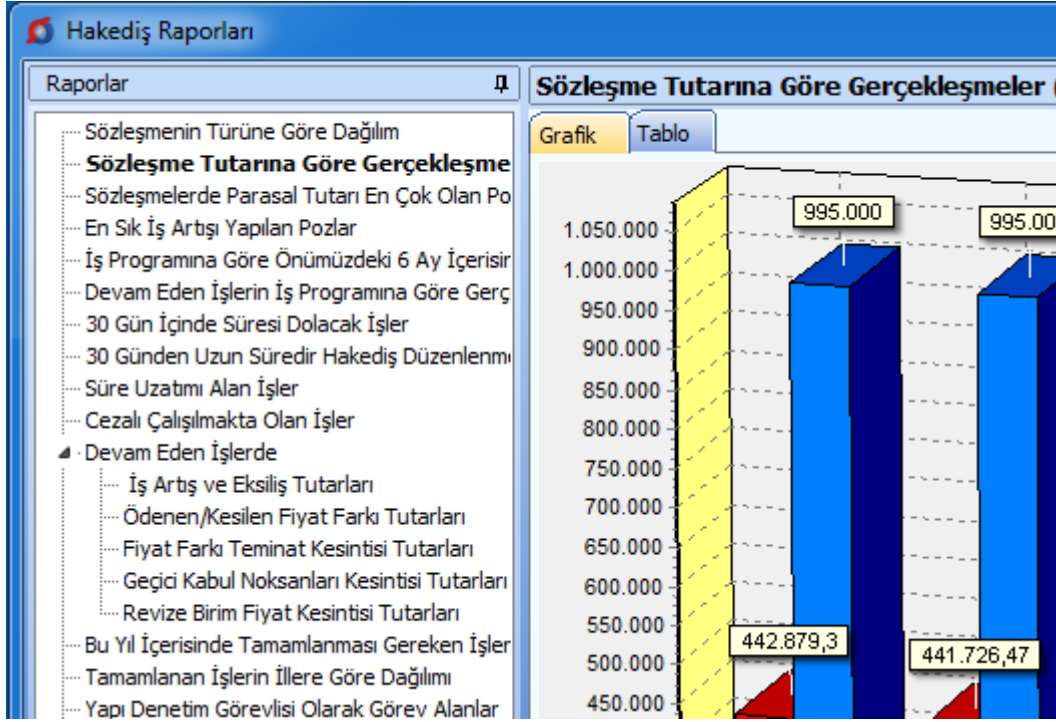 Hakediş Raporları
Raporlar
Sözleşmenin Türüne Göre Dağılım
Sözleşme Tutarına Göre Gerçekleşme
Sözleşmelerde Parasal Tutarı En Çok Olan Po
En Sık İş Artışı Yapılan Pozlar
İş Programına Göre Önümüzdeki 6 Ay İçerisir
Devam Eden İşlerin İş Programına Göre Gerç
30 Gün İçinde Süresi Dolacak İşler
30 Günden Uzun Süredir Hakediş Düzenlenm
Süre Uzatımı Alan İşler
Cezalı Çalışılmakta Olan İşler
Devam Eden İşlerde
İş Artış ve Eksiliş Tutarları
Ödenen/Kesilen Fiyat Farkı Tutarları
Fiyat Farkı Teminat Kesintisi Tutarları
Geçici Kabul Noksanları Kesintisi Tutarları
Revize Birim Fiyat Kesintisi Tutarları
Bu Yıl İçerisinde Tamamlanması Gereken İşler
Tamamlanan İşlerin İllere Göre Dağılımı
Yapı Denetim Görevlisi Olarak Görev Alanlar
Sözleşme Tutarına Göre Gerçekleşmeler (
Grafik
Tablo
995.000
995.00
1.050.000
1.000.000
950.000
900.000
850.000
800.000
750.000
700.000
650.000
600.000
550.000
500.000
450.000
442.879,3
441.726,47